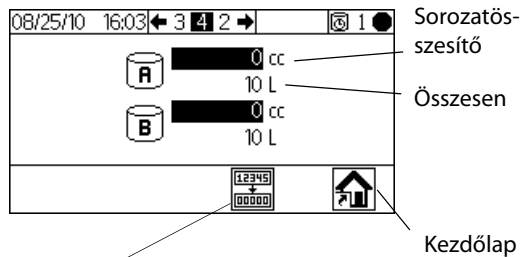 08/25/10 16:03 ← 3 4 2 → 1
Sorozatös-
szesítő
A 0 cc
10 L
Összesen
B 0 cc
10 L
12345
00000
Kezdőlap